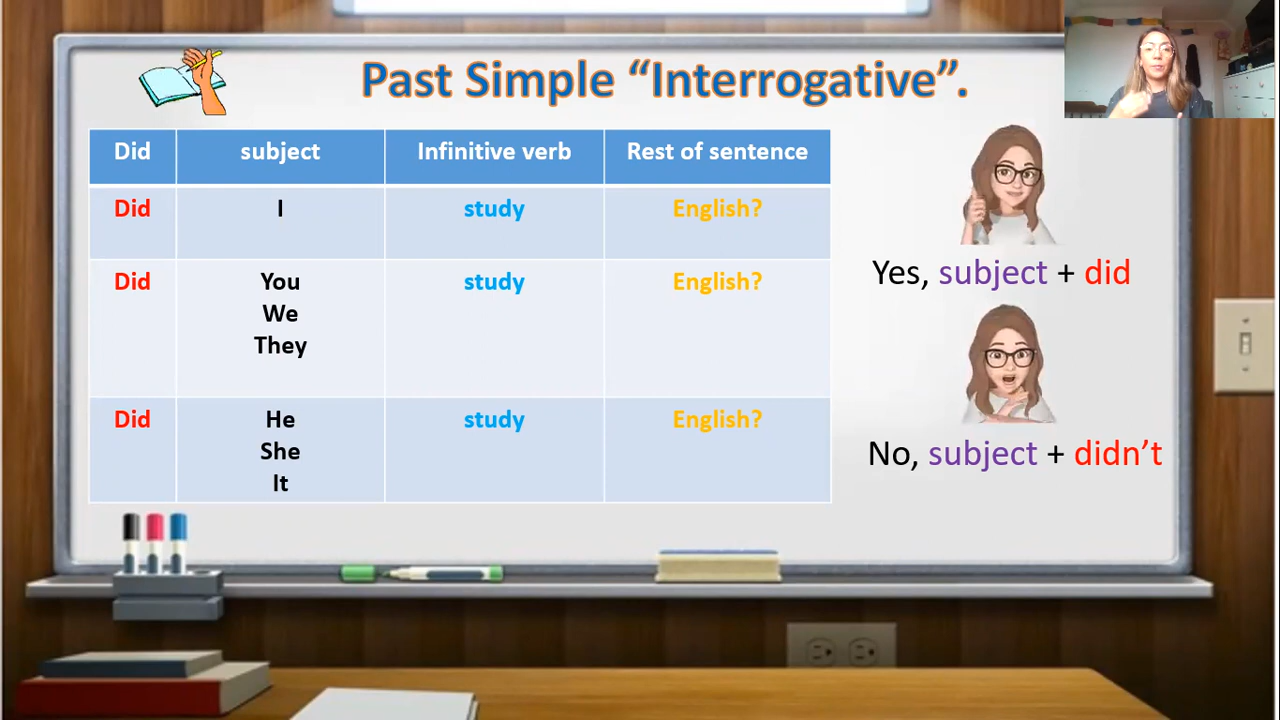 Past Simple “Interrogative”.
Did subject Infinitive verb Rest of sentence
Did I study English?
Did You study English?
We
They
Did He study English?
She
It
Yes, subject + did
No, subject + didn’t